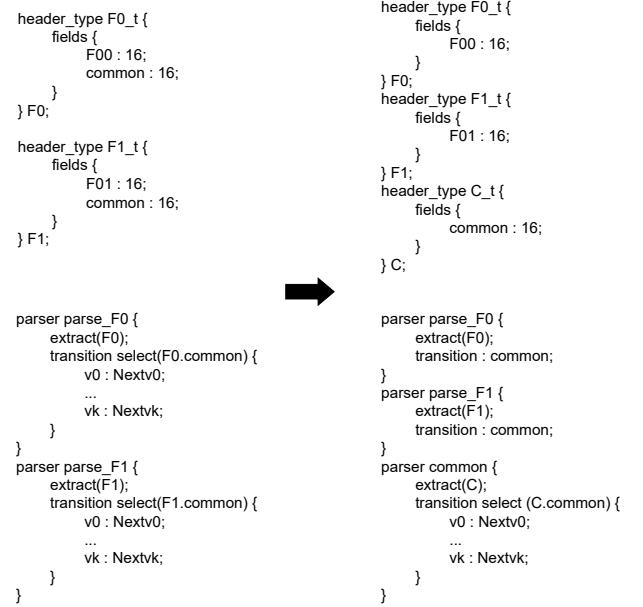 header_type F0_t {
fields {
F00 : 16;
common : 16;
}
} F0;
header_type F1_t {
fields {
F01 : 16;
common : 16;
}
} F1;
parser parse_F0 {
extract(F0);
transition select(F0.common) {
v0 : Nextv0;
...
vk : Nextvk;
}
}
parser parse_F1 {
extract(F1);
transition select(F1.common) {
v0 : Nextv0;
...
vk : Nextvk;
}
}
header_type F0_t {
fields {
F00 : 16;
}
} F0;
header_type F1_t {
fields {
F01 : 16;
}
} F1;
header_type C_t {
fields {
common : 16;
}
} C;
parser parse_F0 {
extract(F0);
transition : common;
}
parser parse_F1 {
extract(F1);
transition : common;
}
parser common {
extract(C);
transition select (C.common) {
v0 : Nextv0;
...
vk : Nextvk;
}
}